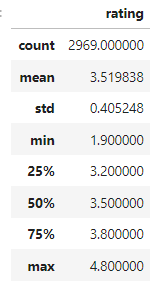 rating
count 2969.000000
mean 3.519838
std 0.405248
min 1.900000
25% 3.200000
50% 3.500000
75% 3.800000
max 4.800000